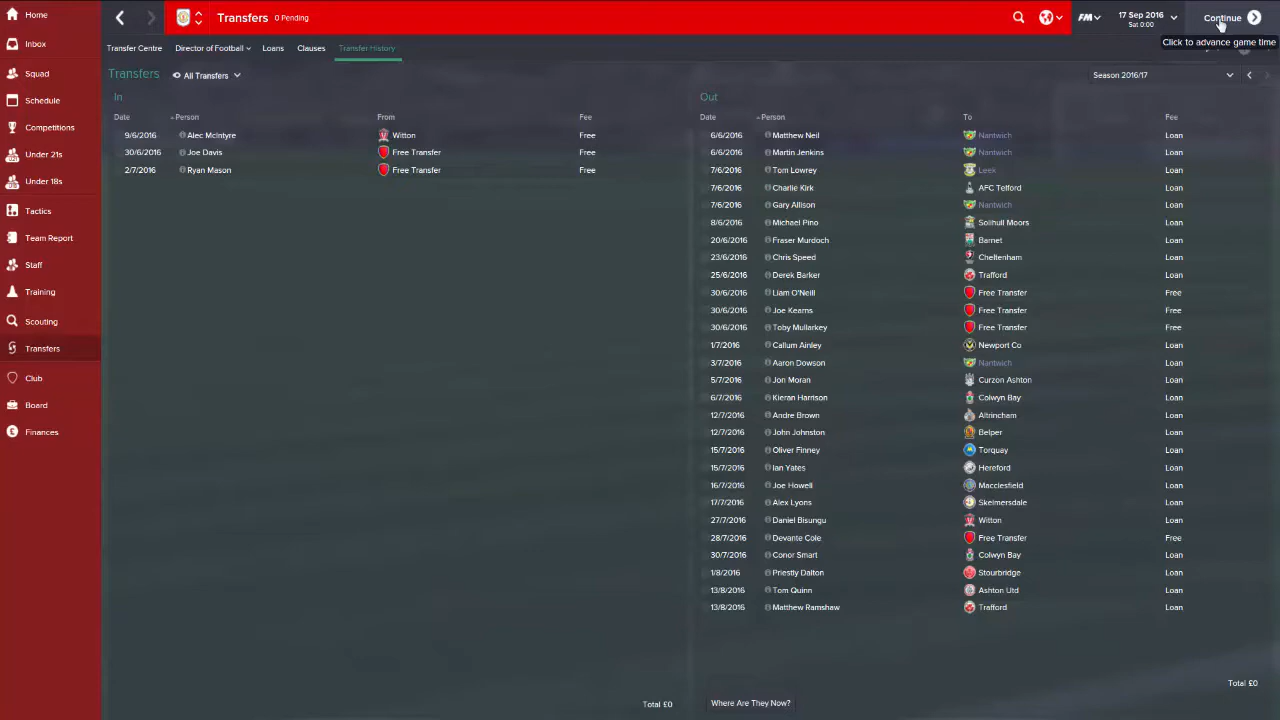 Home
Transfers 0 Pending
FM
17 Sep 2016
Sat 0:00
Continue
Click to advance game time
Inbox
Squad
Schedule
Competitions
Under 21s
Under 18s
Tactics
Team Report
Staff
Training
Scouting
Transfers
Club
Board
Finances
Transfer Centre Director of Football Loans Clauses Transfer History
Transfers All Transfers
Season 2016/17
In
Date Person From Fee
9/6/2016 Alec McIntyre Witton Free
30/6/2016 Joe Davis Free Transfer Free
2/7/2016 Ryan Mason Free Transfer Free
Total £0
Out
Date Person To Fee
6/6/2016 Matthew Neil Nantwich Loan
6/6/2016 Martin Jenkins Nantwich Loan
7/6/2016 Tom Lowrey Leek Loan
7/6/2016 Charlie Kirk AFC Telford Loan
7/6/2016 Gary Allison Nantwich Loan
8/6/2016 Michael Pino Solihull Moors Loan
20/6/2016 Fraser Murdoch Barnet Loan
23/6/2016 Chris Speed Cheltenham Loan
25/6/2016 Derek Barker Trafford Loan
30/6/2016 Liam O'Neill Free Transfer Free
30/6/2016 Joe Kearns Free Transfer Free
30/6/2016 Toby Mullarkey Free Transfer Free
1/7/2016 Callum Ainley Newport Co Loan
3/7/2016 Aaron Dowson Nantwich Loan
5/7/2016 Jon Moran Curzon Ashton Loan
6/7/2016 Kieran Harrison Colwyn Bay Loan
12/7/2016 Andre Brown Altrincham Loan
12/7/2016 John Johnston Belper Loan
15/7/2016 Oliver Finney Torquay Loan
15/7/2016 Ian Yates Hereford Loan
16/7/2016 Joe Howell Macclesfield Loan
17/7/2016 Alex Lyons Skelmersdale Loan
27/7/2016 Daniel Bisungu Witton Loan
28/7/2016 Devante Cole Free Transfer Free
30/7/2016 Conor Smart Colwyn Bay Loan
1/8/2016 Priestly Dalton Stourbridge Loan
13/8/2016 Tom Quinn Ashton Utd Loan
13/8/2016 Matthew Ramshaw Trafford Loan
Total £0
Where Are They Now?